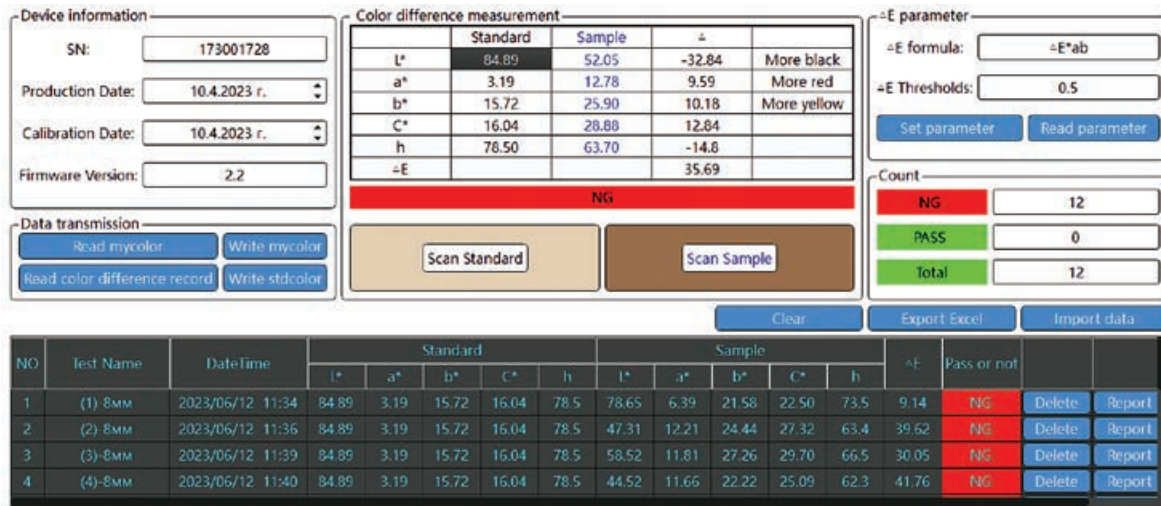 Device information
SN: 173001728
Production Date: 10.4.2023 г.
Calibration Date: 10.4.2023 г.
Firmware Version: 2.2
Data transmission
Read mycolor Write mycolor
Read color difference record Write stdcolor
Color difference measurement
Standard Sample △
L* 84.89 52.05 -32.84 More black
a* 3.19 12.78 9.59 More red
b* 15.72 25.90 10.18 More yellow
C* 16.04 28.88 12.84
h 78.50 63.70 -14.8
△E 35.69
NG
Scan Standard Scan Sample
△E parameter
△E formula: △E*ab
△E Thresholds: 0.5
Set parameter Read parameter
Count
NG 12
PASS 0
Total 12
Clear Export Excel Import data
NO Test Name DateTime Standard Sample △E Pass or not
L* a* b* C* h L* a* b* C* h
1 (1)-8мм 2023/06/12 11:34 84.89 3.19 15.72 16.04 78.5 78.65 6.39 21.58 22.50 73.5 9.14 NG Delete Report
2 (2)-8мм 2023/06/12 11:36 84.89 3.19 15.72 16.04 78.5 47.31 12.21 24.44 27.32 63.4 39.62 NG Delete Report
3 (3)-8мм 2023/06/12 11:39 84.89 3.19 15.72 16.04 78.5 58.52 11.81 27.26 29.70 66.5 30.05 NG Delete Report
4 (4)-8мм 2023/06/12 11:40 84.89 3.19 15.72 16.04 78.5 44.52 11.66 22.22 25.09 62.3 41.76 NG Delete Report